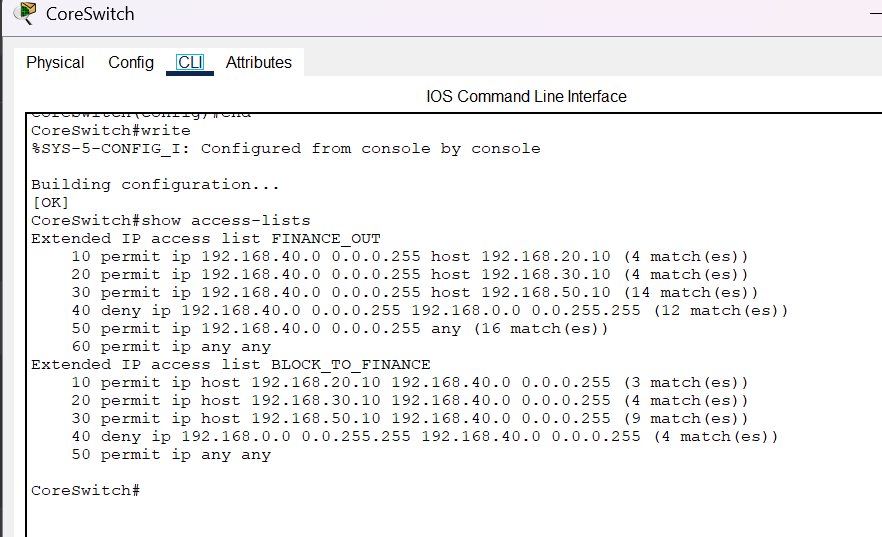 CoreSwitch
Physical Config CLI Attributes
IOS Command Line Interface
CoreSwitch(config)#end
CoreSwitch#write
%SYS-5-CONFIG_I: Configured from console by console
Building configuration...
[OK]
CoreSwitch#show access-lists
Extended IP access list FINANCE_OUT
10 permit ip 192.168.40.0 0.0.0.255 host 192.168.20.10 (4 match(es))
20 permit ip 192.168.40.0 0.0.0.255 host 192.168.30.10 (4 match(es))
30 permit ip 192.168.40.0 0.0.0.255 host 192.168.50.10 (14 match(es))
40 deny ip 192.168.40.0 0.0.0.255 192.168.0.0 0.0.255.255 (12 match(es))
50 permit ip 192.168.40.0 0.0.0.255 any (16 match(es))
60 permit ip any any
Extended IP access list BLOCK_TO_FINANCE
10 permit ip host 192.168.20.10 192.168.40.0 0.0.0.255 (3 match(es))
20 permit ip host 192.168.30.10 192.168.40.0 0.0.0.255 (4 match(es))
30 permit ip host 192.168.50.10 192.168.40.0 0.0.0.255 (9 match(es))
40 deny ip 192.168.0.0 0.0.255.255 192.168.40.0 0.0.0.255 (4 match(es))
50 permit ip any any
CoreSwitch#